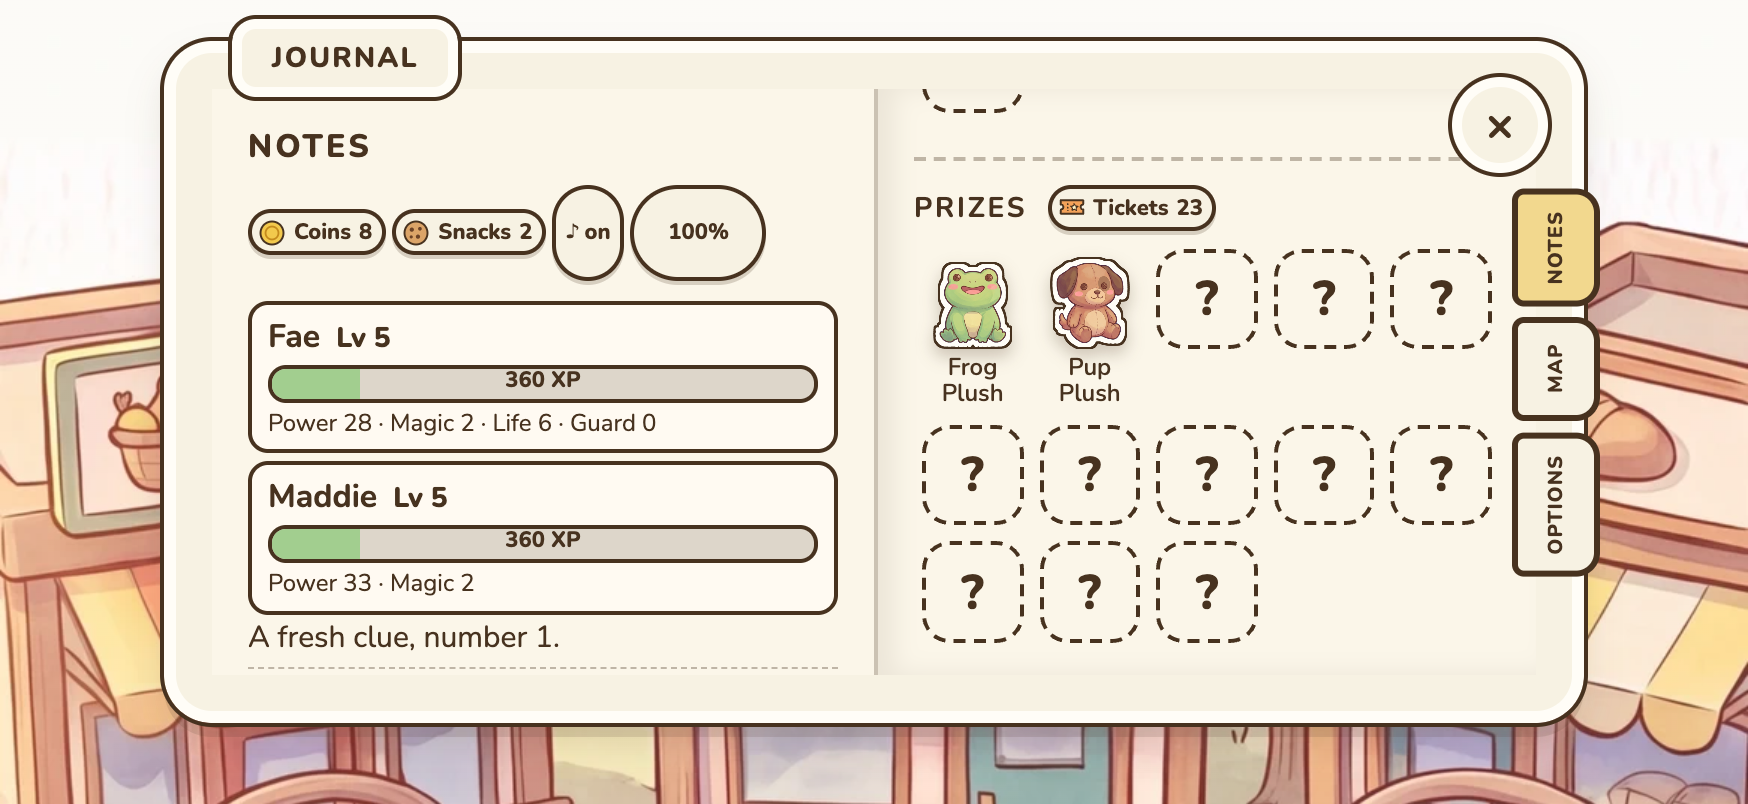 JOURNAL
NOTES
Coins 8
Snacks 2
♪ on
100%
Fae Lv 5
360 XP
Power 28 · Magic 2 · Life 6 · Guard 0
Maddie Lv 5
360 XP
Power 33 · Magic 2
A fresh clue, number 1.
PRIZES
Tickets 23
? ? ?
Frog
Plush
Pup
Plush
? ? ? ? ?
? ? ?
NOTES
MAP
OPTIONS